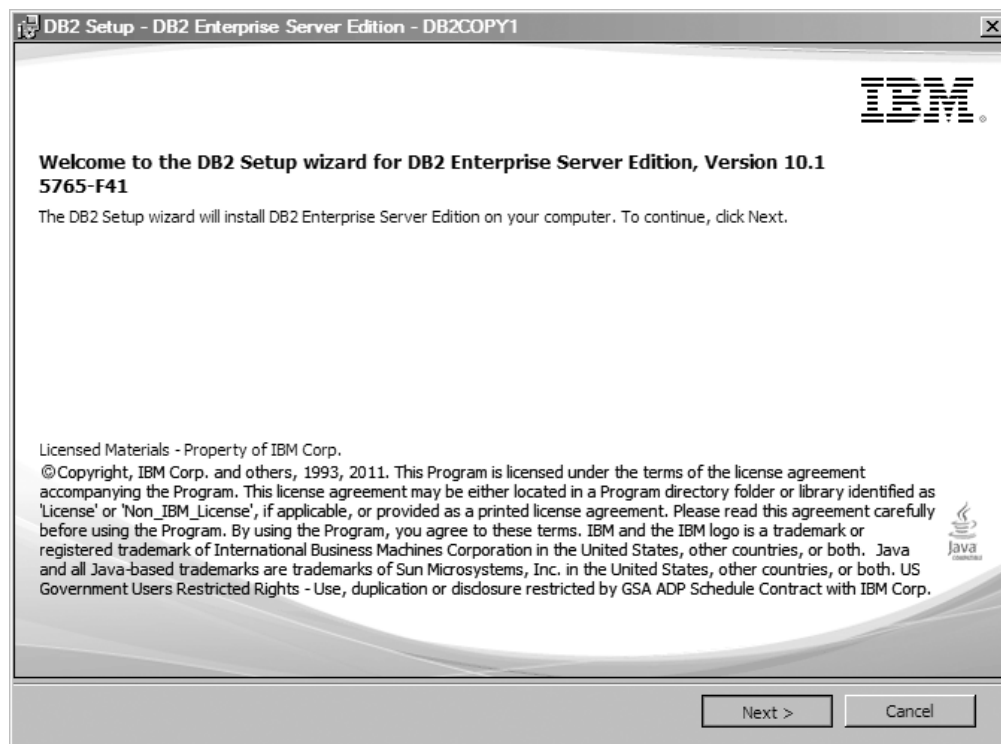 DB2 Setup - DB2 Enterprise Server Edition - DB2COPY1
IBM®
Welcome to the DB2 Setup wizard for DB2 Enterprise Server Edition, Version 10.1
5765-F41
The DB2 Setup wizard will install DB2 Enterprise Server Edition on your computer. To continue, click Next.
Licensed Materials - Property of IBM Corp.
©Copyright, IBM Corp. and others, 1993, 2011. This Program is licensed under the terms of the license agreement
accompanying the Program. This license agreement may be either located in a Program directory folder or library identified as
'License' or 'Non_IBM_License', if applicable, or provided as a printed license agreement. Please read this agreement carefully
before using the Program. By using the Program, you agree to these terms. IBM and the IBM logo is a trademark or
registered trademark of International Business Machines Corporation in the United States, other countries, or both. Java
and all Java-based trademarks are trademarks of Sun Microsystems, Inc. in the United States, other countries, or both. US
Government Users Restricted Rights - Use, duplication or disclosure restricted by GSA ADP Schedule Contract with IBM Corp.
Java
COMPATIBLE
Next >
Cancel